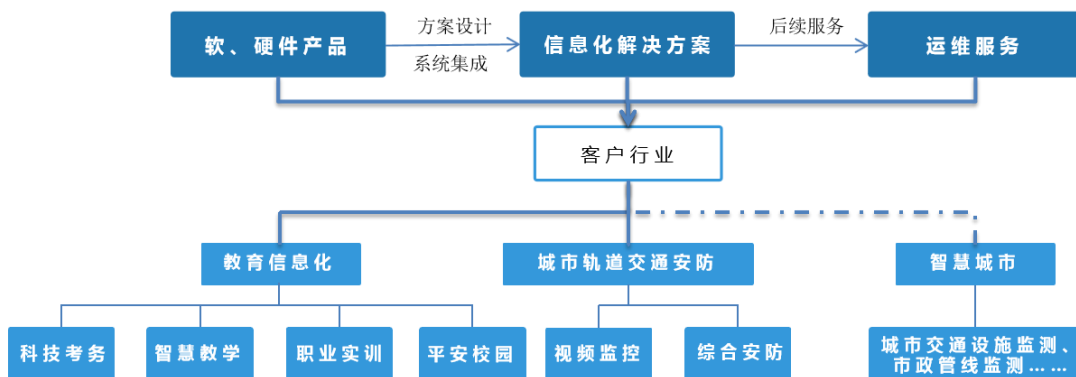 软、硬件产品
方案设计
系统集成
信息化解决方案
后续服务
运维服务
客户行业
教育信息化
城市轨道交通安防
智慧城市
科技考务
智慧教学
职业实训
平安校园
视频监控
综合安防
城市交通设施监测、
市政管线监测……